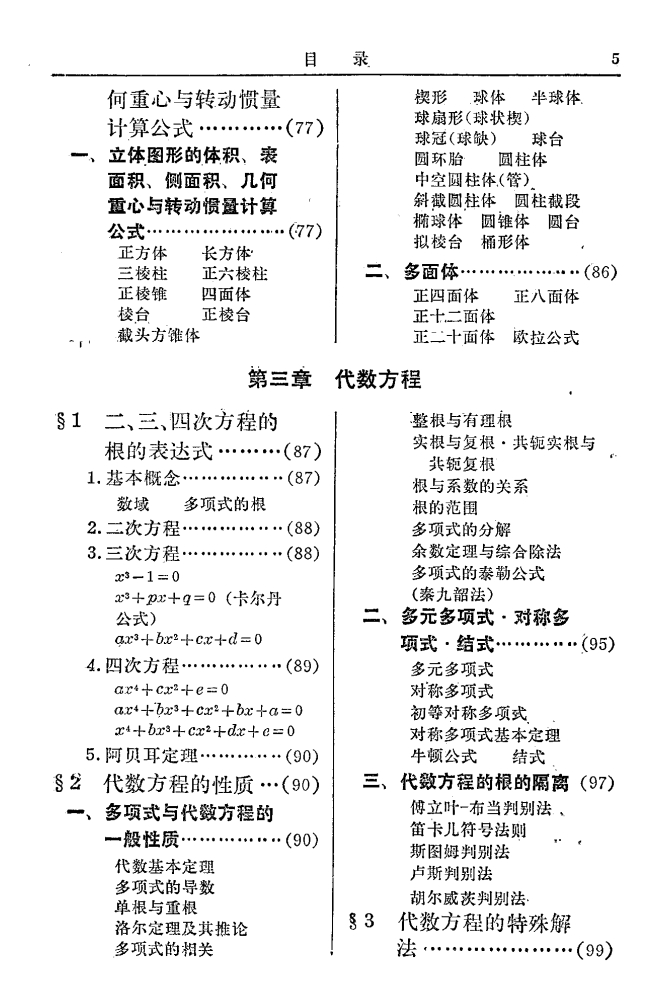 目 录 5
何重心与转动惯量
计算公式 …………(77)
一、立体图形的体积、表
面积、侧面积、几何
重心与转动惯量计算
公式…………………(77)
正方体 长方体
三棱柱 正六棱柱
正棱锥 四面体
棱台 正棱台
截头方锥体
楔形 球体 半球体
球扇形(球状楔)
球冠(球缺) 球台
圆环胎 圆柱体
中空圆柱体(管)
斜截圆柱体 圆柱截段
椭球体 圆锥体 圆台
拟棱台 桶形体
二、多面体………………(86)
正四面体 正八面体
正十二面体
正二十面体 欧拉公式
第三章 代数方程
§1 二、三、四次方程的
根的表达式 ………(87)
1. 基本概念……………(87)
数域 多项式的根
2. 二次方程……………(88)
3. 三次方程……………(88)
x³－1＝0
x³＋px＋q＝0 (卡尔丹
公式)
ax³＋bx²＋cx＋d＝0
4. 四次方程……………(89)
ax⁴＋cx²＋e＝0
ax⁴＋bx³＋cx²＋bx＋a＝0
x⁴＋bx³＋cx²＋dx＋e＝0
5. 阿贝耳定理…………(90)
§2 代数方程的性质 …(90)
一、多项式与代数方程的
一般性质……………(90)
代数基本定理
多项式的导数
单根与重根
洛尔定理及其推论
多项式的相关
整根与有理根
实根与复根·共轭实根与
共轭复根
根与系数的关系
根的范围
多项式的分解
余数定理与综合除法
多项式的泰勒公式
(秦九韶法)
二、多元多项式·对称多
项式·结式…………(95)
多元多项式
对称多项式
初等对称多项式
对称多项式基本定理
牛顿公式 结式
三、代数方程的根的隔离 (97)
傅立叶－布当判别法
笛卡儿符号法则
斯图姆判别法
卢斯判别法
胡尔威茨判别法
§3 代数方程的特殊解
法 …………………(99)